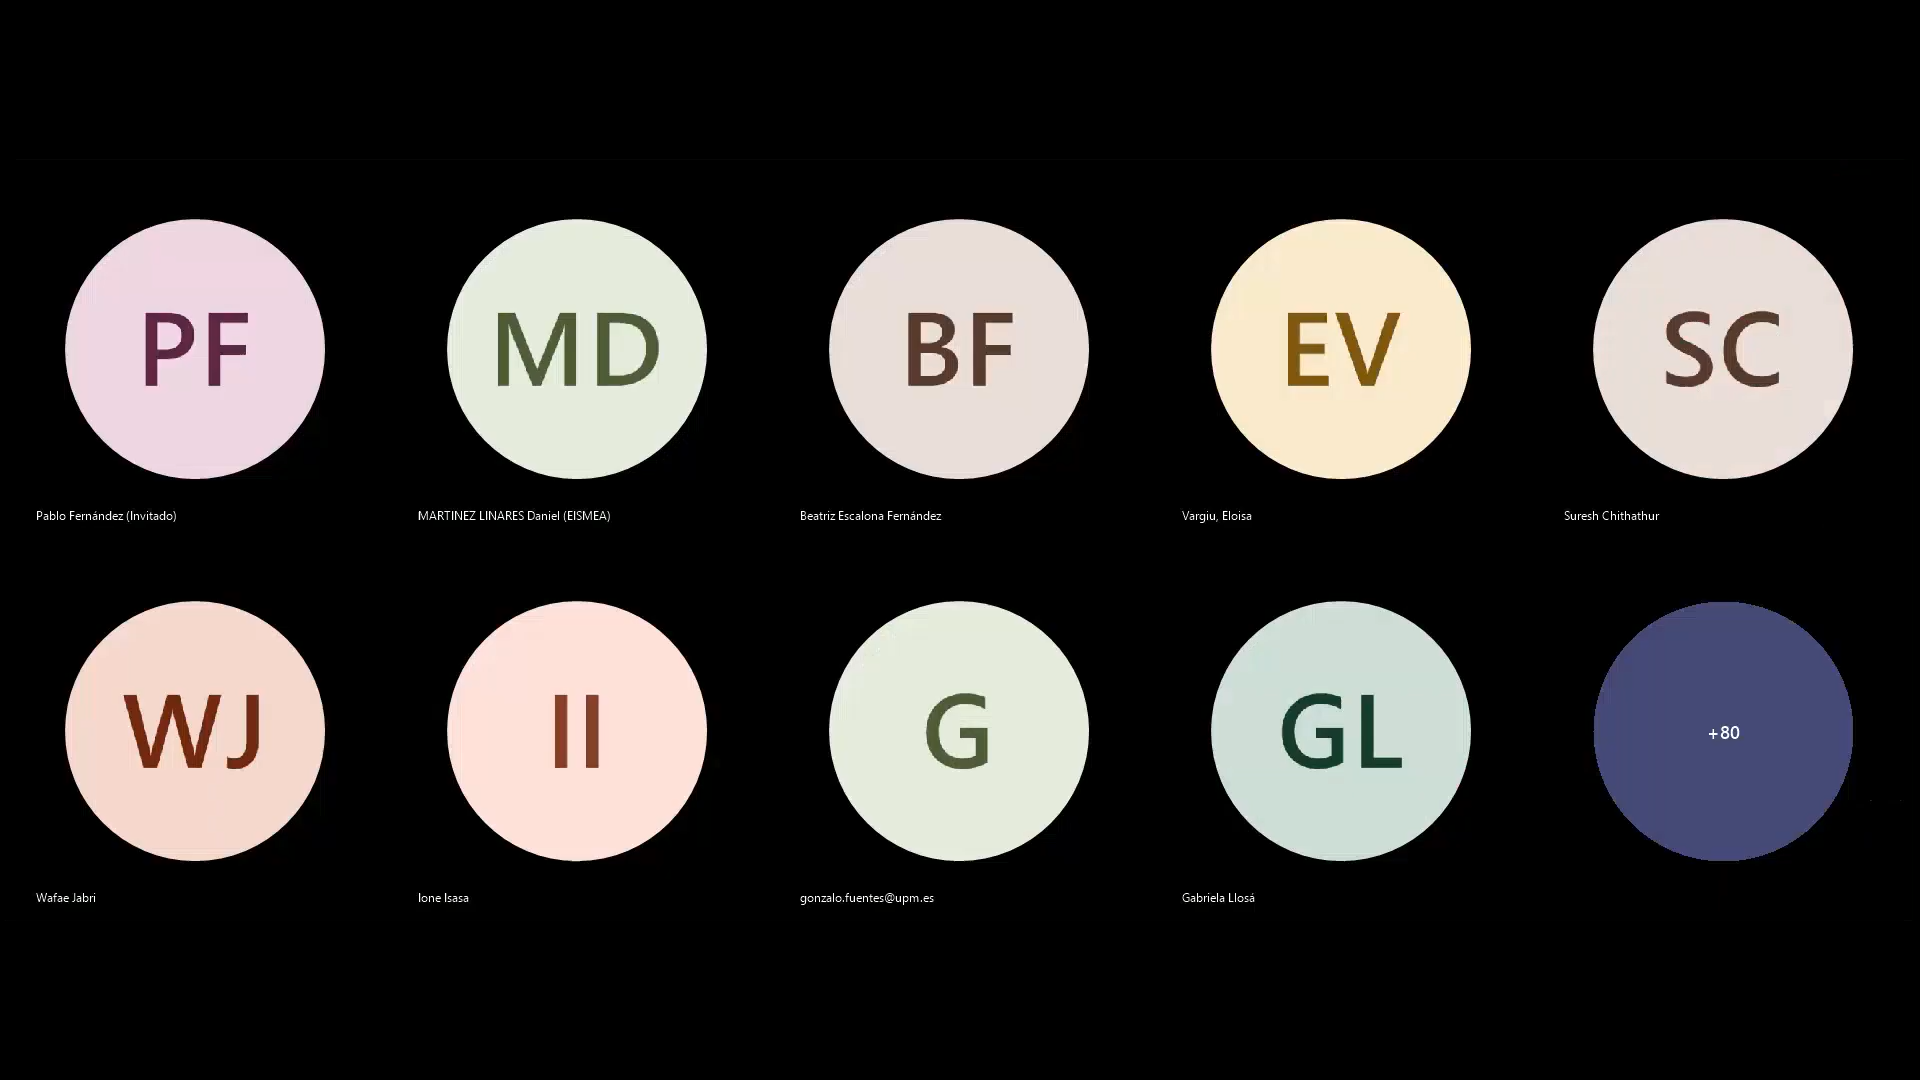 PF
MD
BF
EV
SC
Pablo Fernández (Invitado)
MARTINEZ LINARES Daniel (EISMEA)
Beatriz Escalona Fernández
Vargiu, Eloisa
Suresh Chithathur
WJ
II
G
GL
+80
Wafae Jabri
Ione Isasa
gonzalo.fuentes@upm.es
Gabriela Llosá